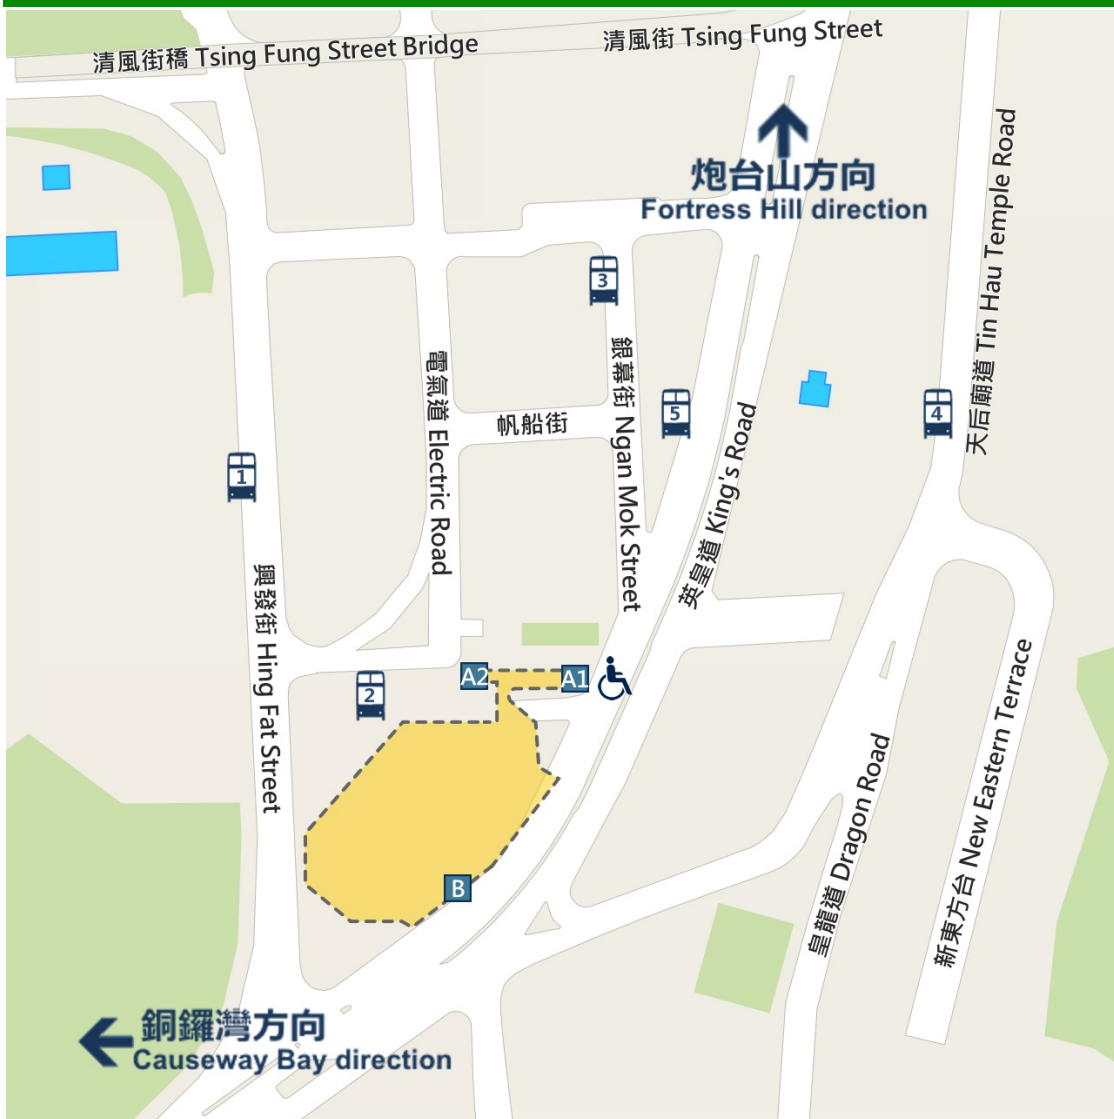 清風街橋 Tsing Fung Street Bridge
清風街 Tsing Fung Street
炮台山方向
Fortress Hill direction
天后廟道 Tin Hau Temple Road
3
銀幕街 Ngan Mok Street
電氣道 Electric Road
帆船街
5
4
英皇道 King's Road
1
興發街 Hing Fat Street
A2
A1
2
新東方台 New Eastern Terrace
皇龍道 Dragon Road
B
銅鑼灣方向
Causeway Bay direction